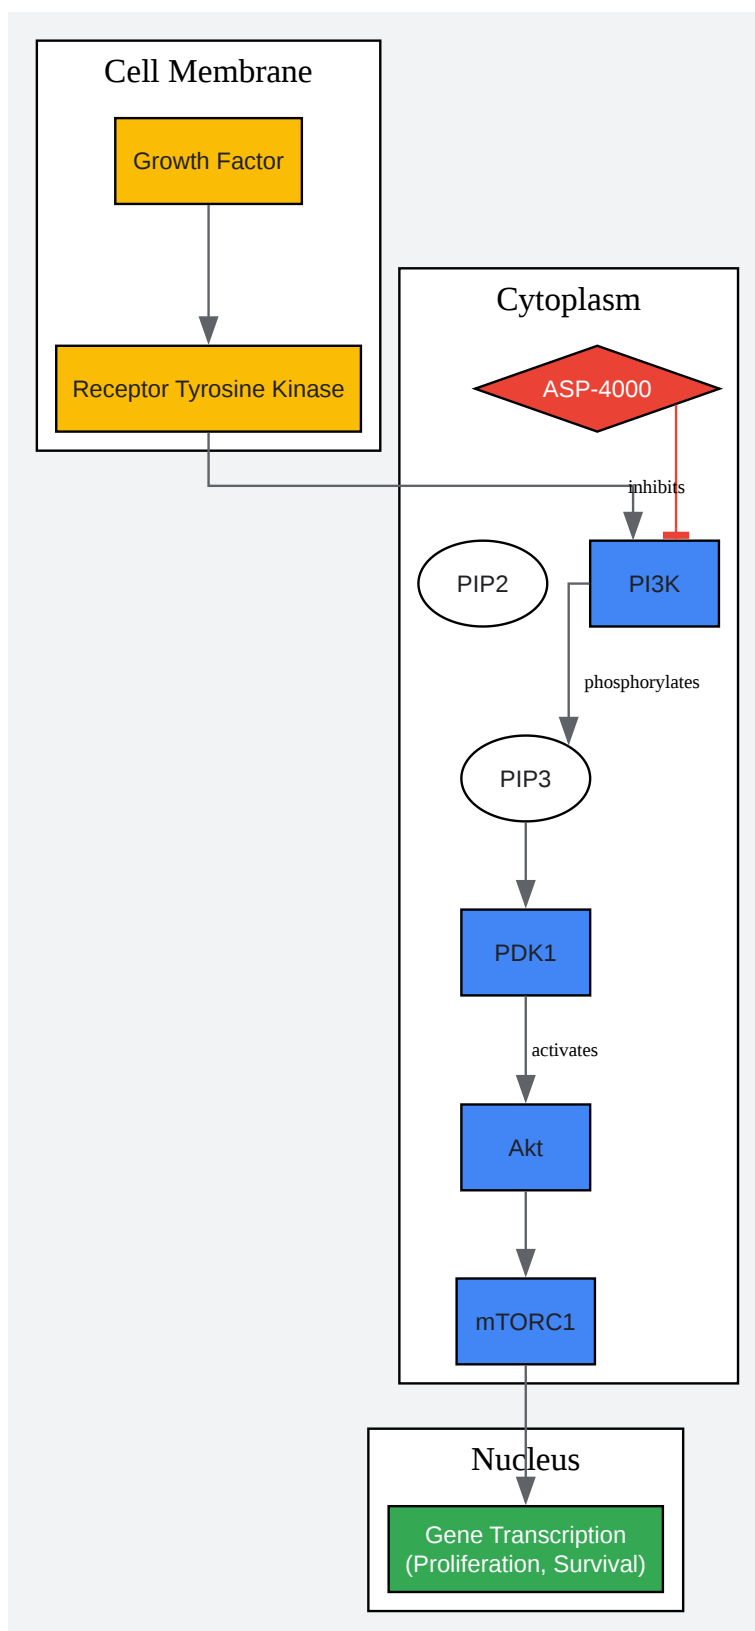 Cell Membrane
Growth Factor
Receptor Tyrosine Kinase
Cytoplasm
ASP-4000
inhibits
PIP2
PI3K
phosphorylates
PIP3
PDK1
activates
Akt
mTORC1
Nucleus
Gene Transcription
(Proliferation, Survival)